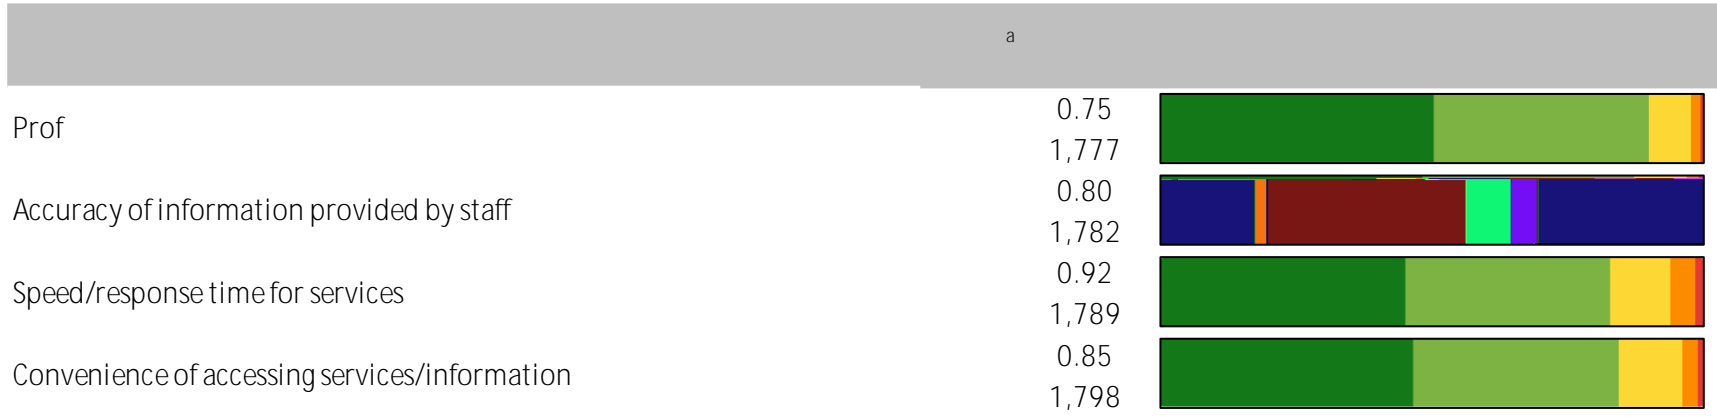 a
Prof
0.75
1,777
Accuracy of information provided by staff
0.80
1,782
Speed/response time for services
0.92
1,789
Convenience of accessing services/information
0.85
1,798